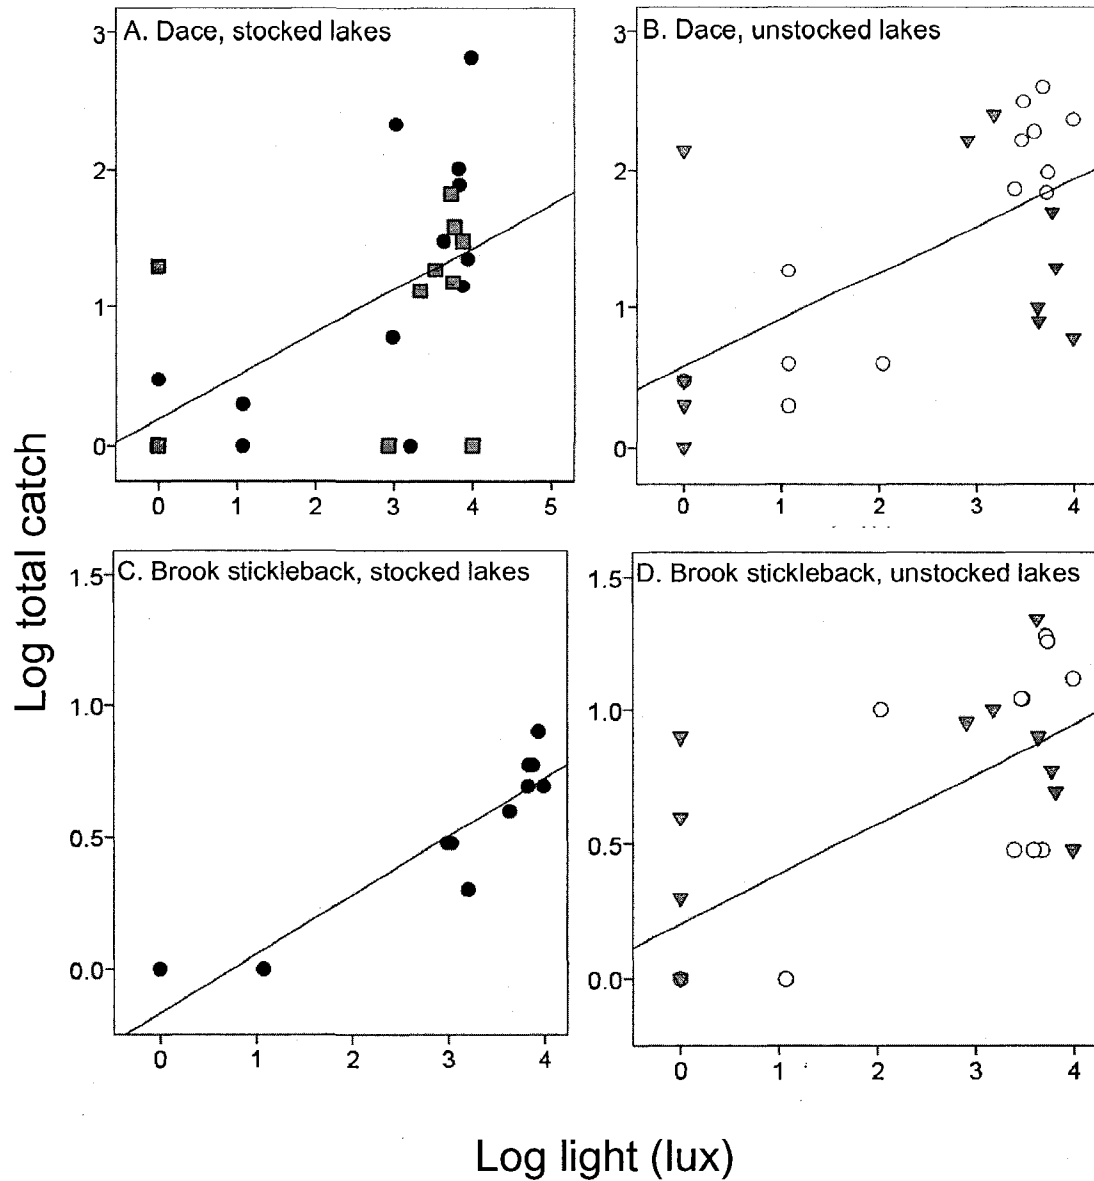 A. Dace, stocked lakes
3
2
1
0
0 1 2 3 4 5
B. Dace, unstocked lakes
3
2
1
0
0 1 2 3 4
C. Brook stickleback, stocked lakes
1.5
1.0
0.5
0.0
0 1 2 3 4
D. Brook stickleback, unstocked lakes
1.5
1.0
0.5
0.0
0 1 2 3 4
Log total catch
Log light (lux)